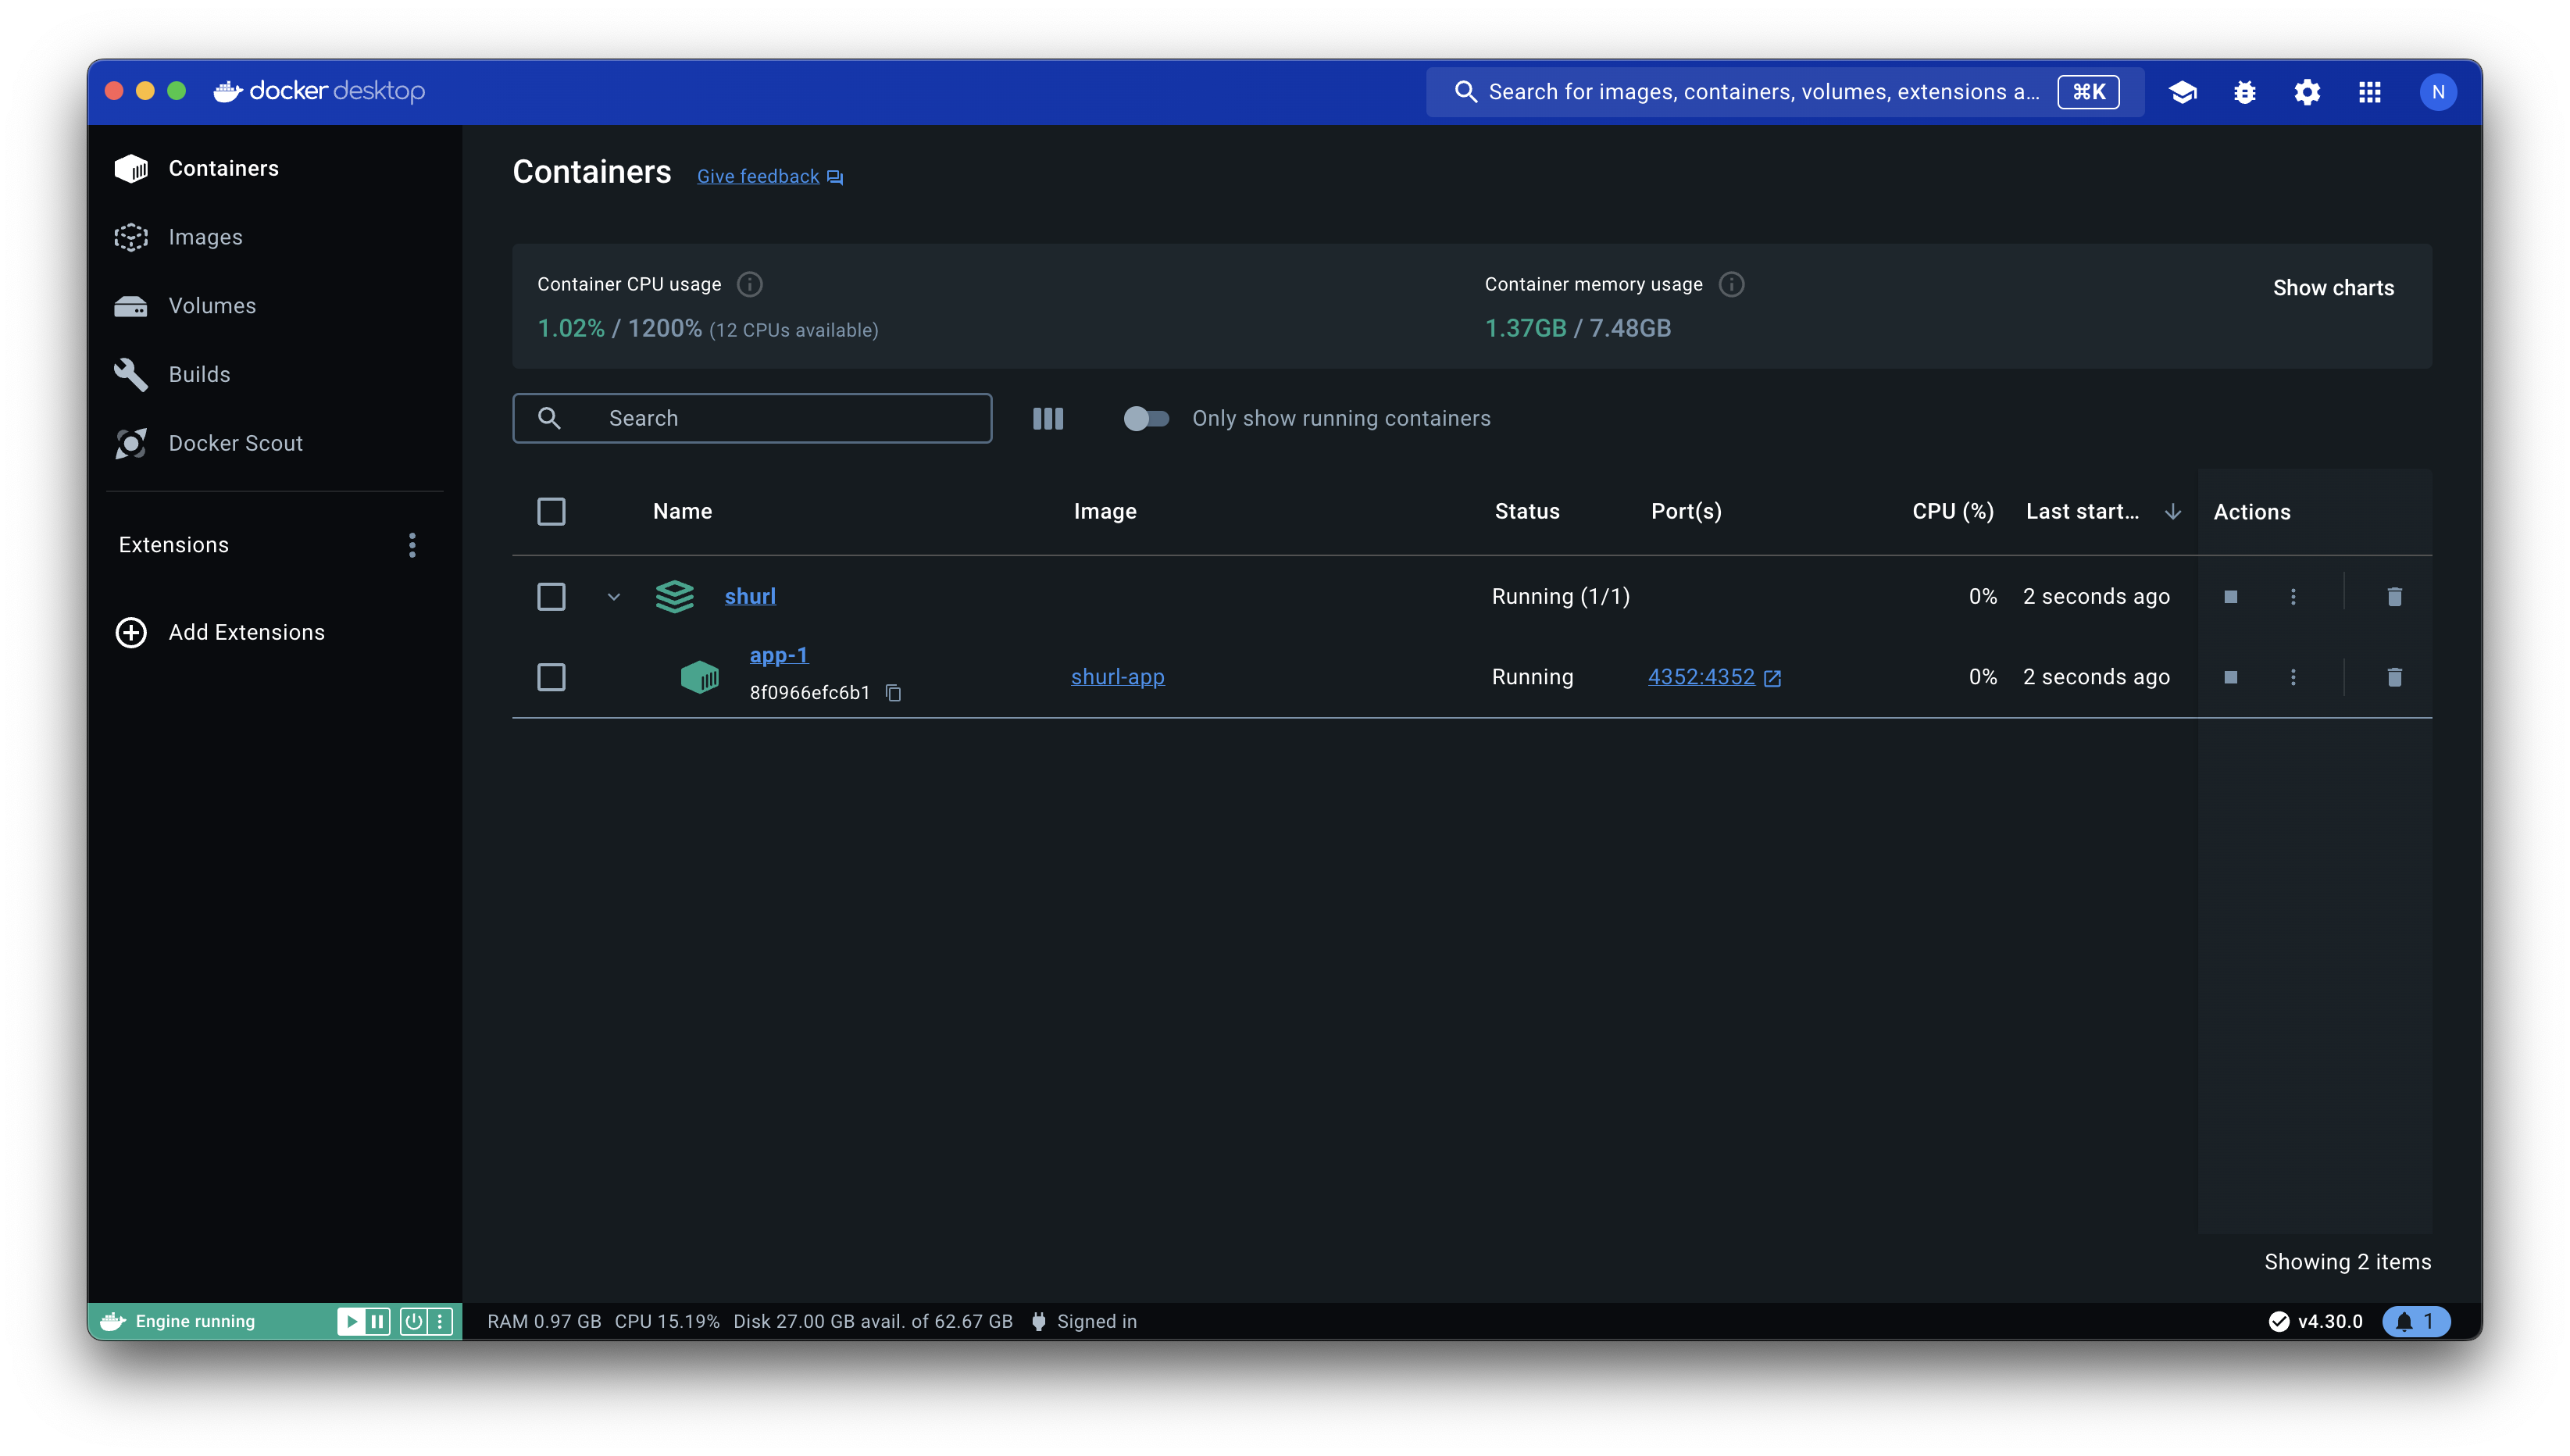 docker desktop
Search for images, containers, volumes, extensions a... ⌘K
N
Containers
Images
Volumes
Builds
Docker Scout
Extensions
Add Extensions
Containers Give feedback
Container CPU usage
1.02% / 1200% (12 CPUs available)
Container memory usage
1.37GB / 7.48GB
Show charts
Search
Only show running containers
Name Image Status Port(s) CPU (%) Last start... Actions
shurl Running (1/1) 0% 2 seconds ago
app-1
8f0966efc6b1
shurl-app Running 4352:4352 0% 2 seconds ago
Showing 2 items
Engine running
RAM 0.97 GB CPU 15.19% Disk 27.00 GB avail. of 62.67 GB Signed in
v4.30.0
1